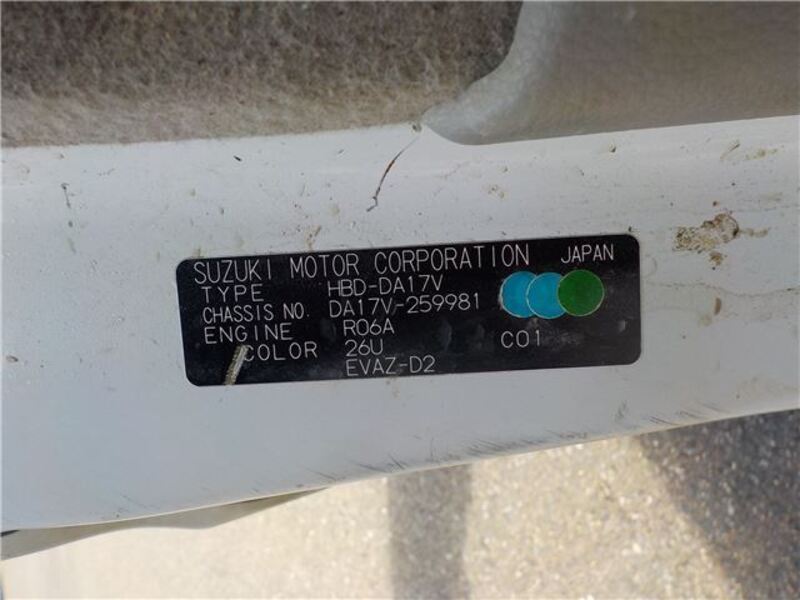 SUZUKI MOTOR CORPORATION JAPAN
TYPE HBD-DA17V
CHASSIS NO. DA17V-259981
ENGINE R06A
COLOR 26U C01
EVAZ-D2